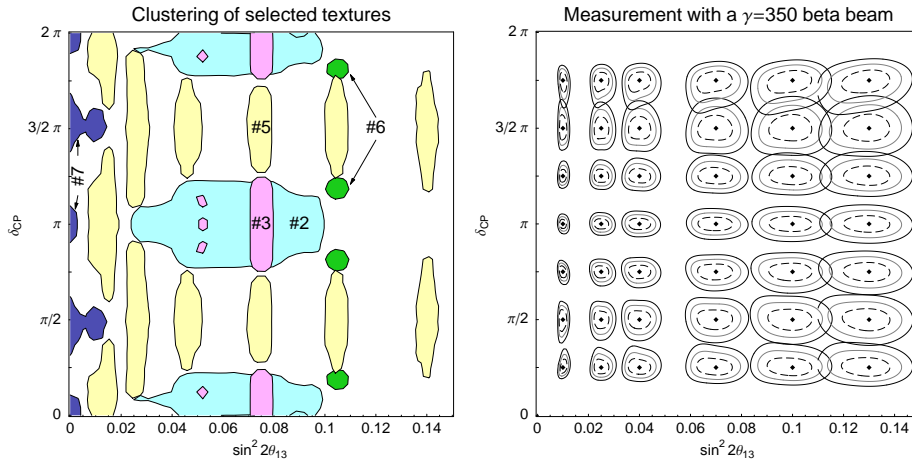 Clustering of selected textures
2 π
3/2 π
π
π/2
0
δCP
#7
#5
#6
#3
#2
0 0.02 0.04 0.06 0.08 0.1 0.12 0.14
sin² 2θ13
Measurement with a γ=350 beta beam
2 π
3/2 π
π
π/2
0
δCP
0 0.02 0.04 0.06 0.08 0.1 0.12 0.14
sin² 2θ13